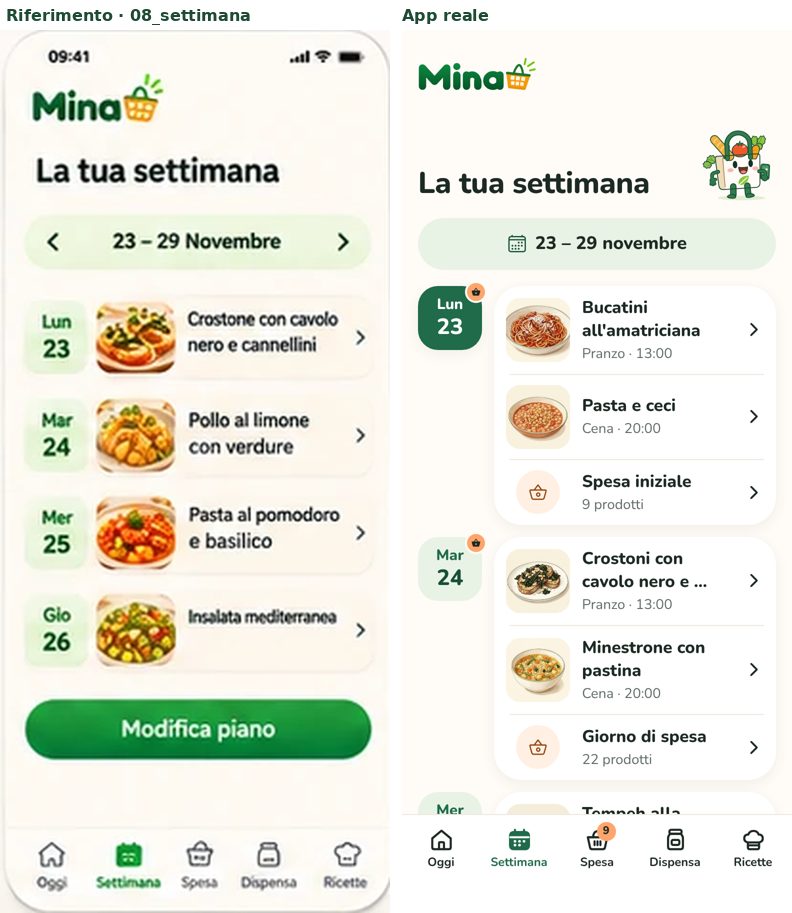 Riferimento · 08_settimana
09:41
Mina
La tua settimana
23 – 29 Novembre
Lun
23
Crostone con cavolo
nero e cannellini
Mar
24
Pollo al limone
con verdure
Mer
25
Pasta al pomodoro
e basilico
Gio
26
Insalata mediterranea
Modifica piano
Oggi
Settimana
Spesa
Dispensa
Ricette
App reale
Mina
La tua settimana
23 – 29 novembre
Lun
23
Bucatini
all'amatriciana
Pranzo · 13:00
Pasta e ceci
Cena · 20:00
Spesa iniziale
9 prodotti
Mar
24
Crostoni con
cavolo nero e ...
Pranzo · 13:00
Minestrone con
pastina
Cena · 20:00
Giorno di spesa
22 prodotti
Mer
Tempeh alla
9
Oggi
Settimana
Spesa
Dispensa
Ricette